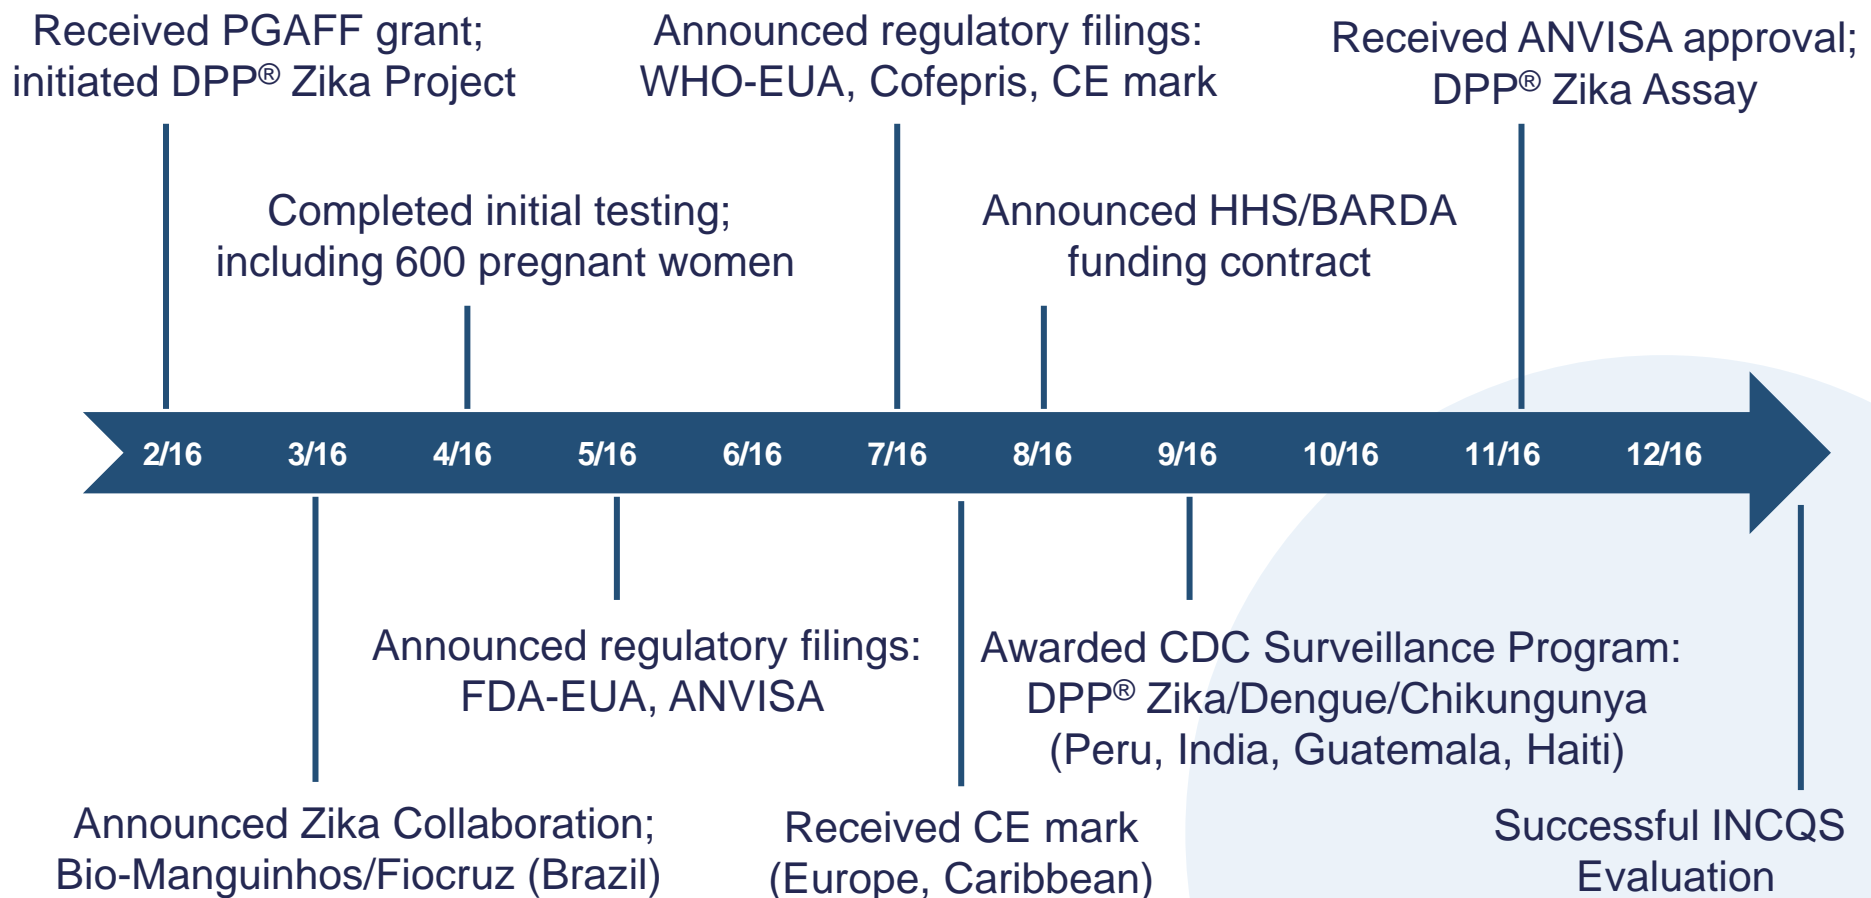 Received PGAFF grant;
initiated DPP® Zika Project
Announced regulatory filings:
WHO-EUA, Cofepris, CE mark
Received ANVISA approval;
DPP® Zika Assay
Completed initial testing;
including 600 pregnant women
Announced HHS/BARDA
funding contract
2/16 3/16 4/16 5/16 6/16 7/16 8/16 9/16 10/16 11/16 12/16
Announced regulatory filings:
FDA-EUA, ANVISA
Awarded CDC Surveillance Program:
DPP® Zika/Dengue/Chikungunya
(Peru, India, Guatemala, Haiti)
Announced Zika Collaboration;
Bio-Manguinhos/Fiocruz (Brazil)
Received CE mark
(Europe, Caribbean)
Successful INCQS
Evaluation